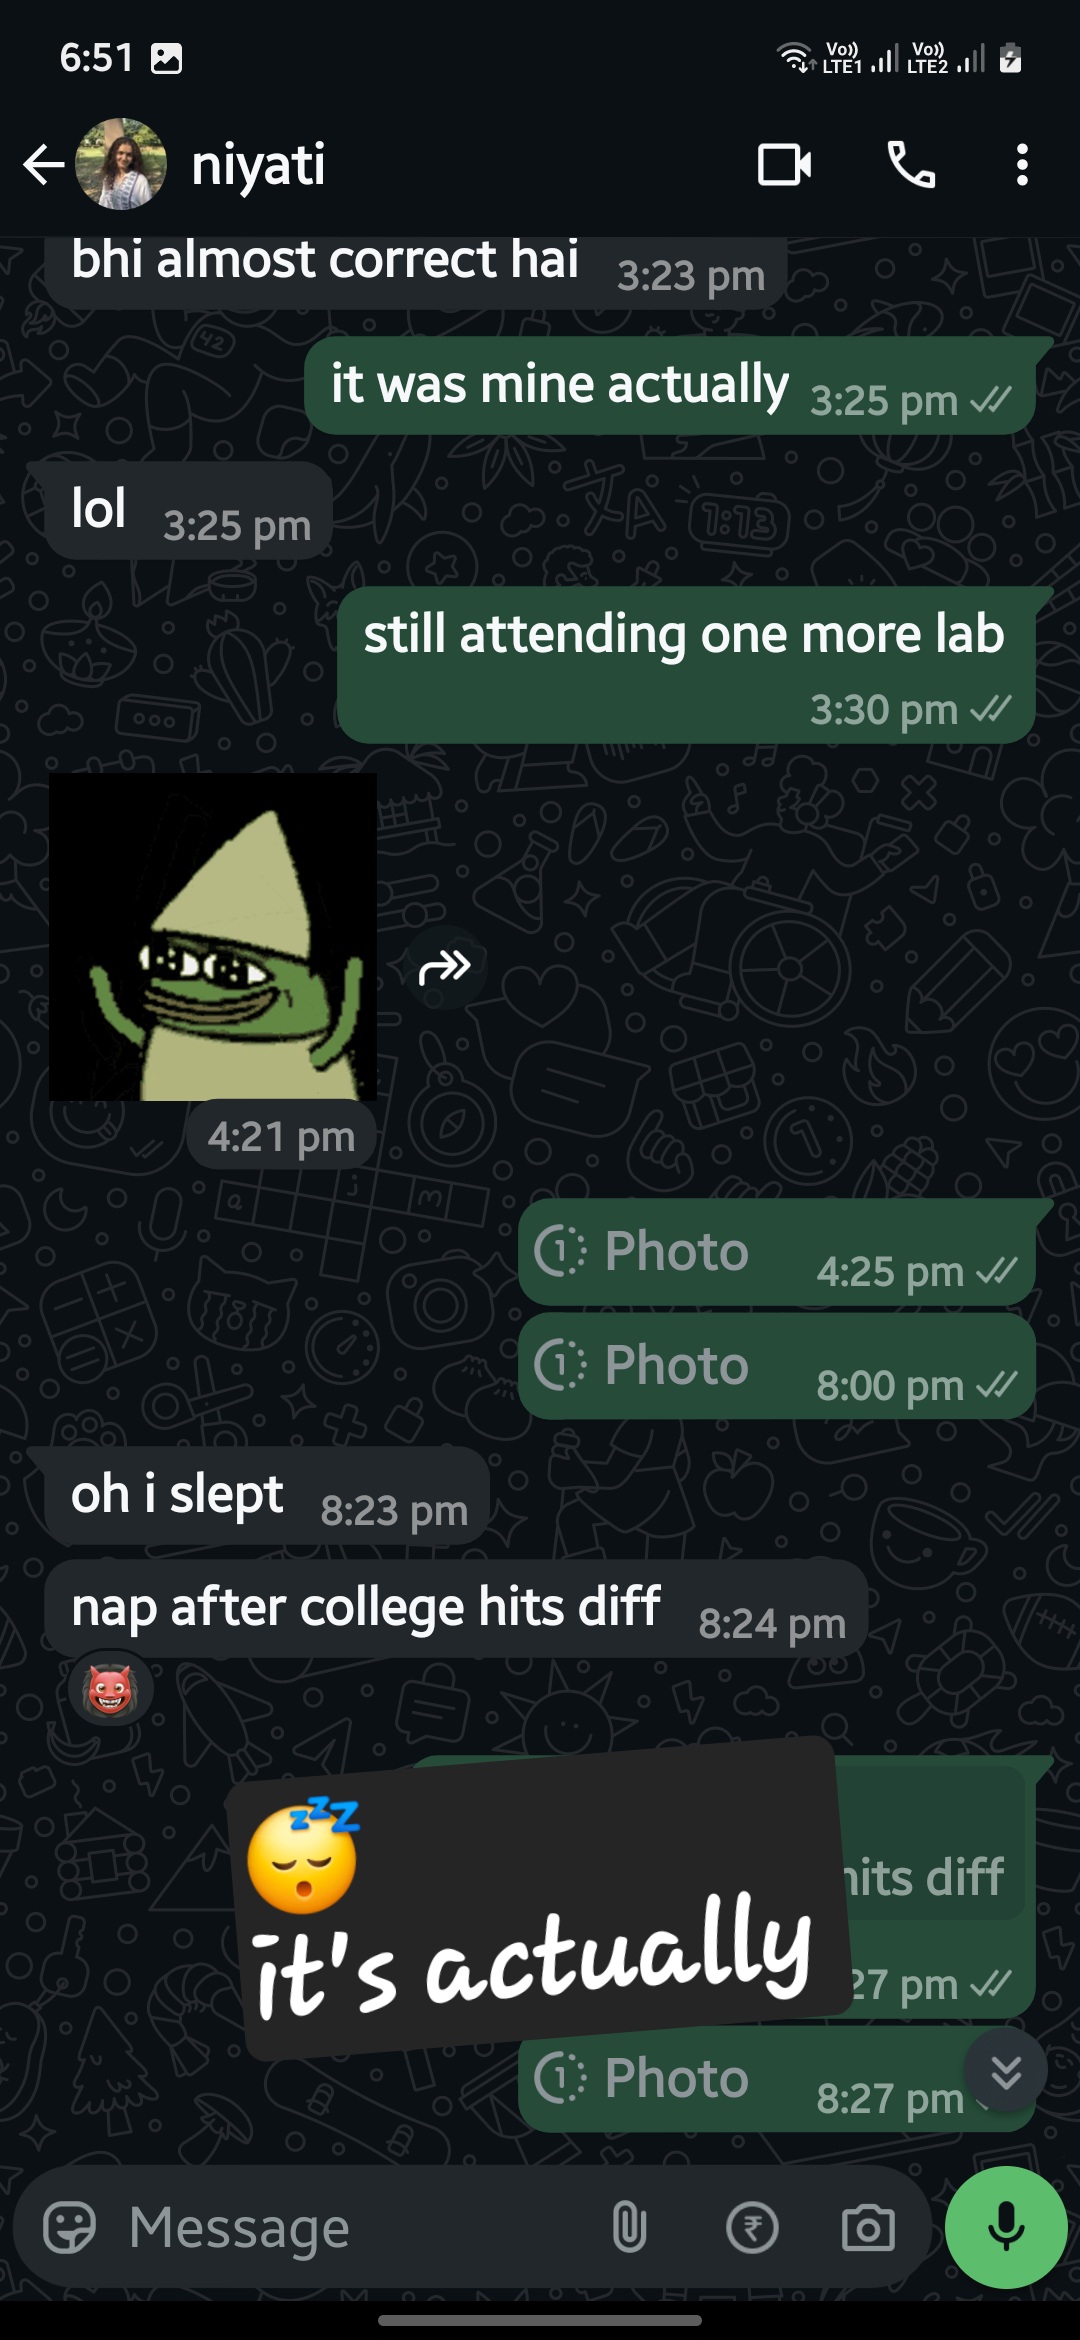 6:51
Vo)) LTE1 Vo)) LTE2
niyati
bhi almost correct hai 3:23 pm
it was mine actually 3:25 pm
lol 3:25 pm
still attending one more lab
3:30 pm
4:21 pm
1 Photo 4:25 pm
1 Photo 8:00 pm
oh i slept 8:23 pm
nap after college hits diff 8:24 pm
hits diff
it's actually
27 pm
1 Photo 8:27 pm
Message